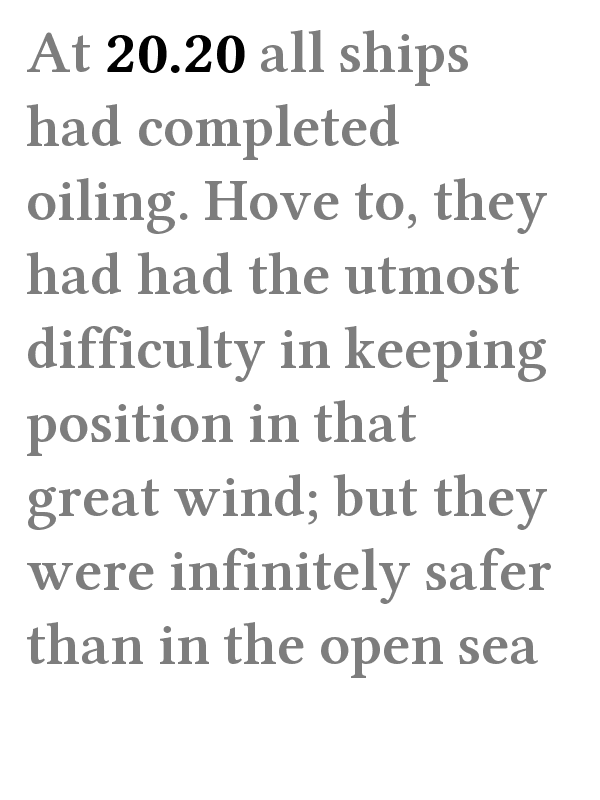 At 20.20 all ships
had completed
oiling. Hove to, they
had had the utmost
difficulty in keeping
position in that
great wind; but they
were infinitely safer
than in the open sea